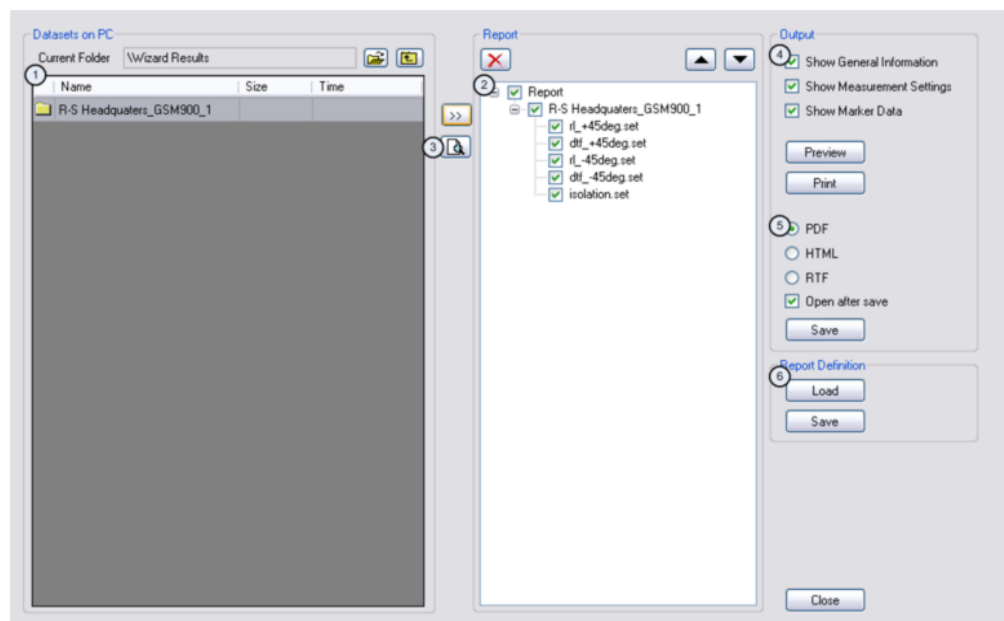 Datasets on PC
Current Folder \Wizard Results
1
Name Size Time
R-S Headquaters_GSM900_1
>>
3
Report
2
Report
R-S Headquaters_GSM900_1
rl_+45deg.set
dtf_+45deg.set
rl_-45deg.set
dtf_-45deg.set
isolation.set
Output
4
Show General Information
Show Measurement Settings
Show Marker Data
Preview
Print
5
PDF
HTML
RTF
Open after save
Save
Report Definition
6
Load
Save
Close